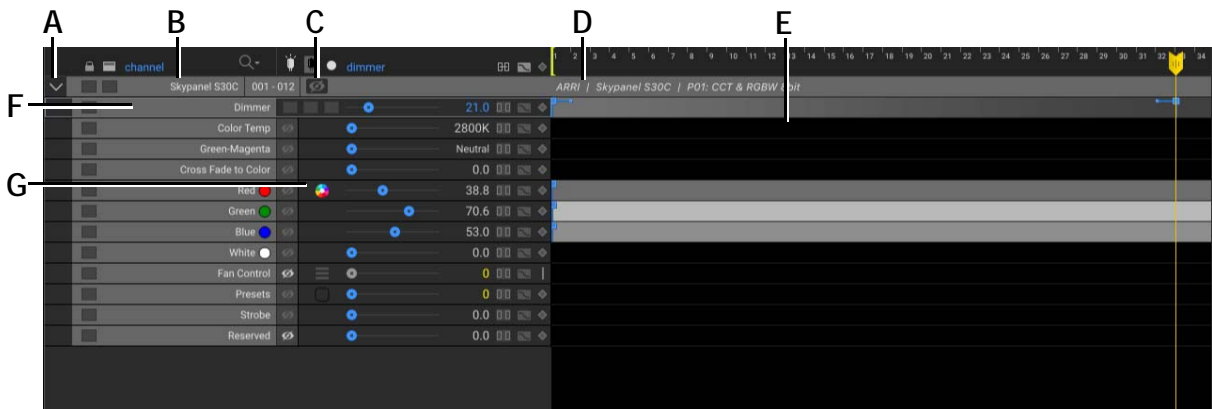 A B C D E
channel dimmer 1 2 3 4 5 6 7 8 9 10 11 12 13 14 15 16 17 18 19 20 21 22 23 24 25 26 27 28 29 30 31 32 34
Skypanel S30C 001 - 012 ARRI | Skypanel S30C | P01: CCT & RGBW 8bit
F Dimmer 21.0
Color Temp 2800K
Green-Magenta Neutral
Cross Fade to Color 0.0
G Red 38.8
Green 70.6
Blue 53.0
White 0.0
Fan Control 0
Presets 0
Strobe 0.0
Reserved 0.0